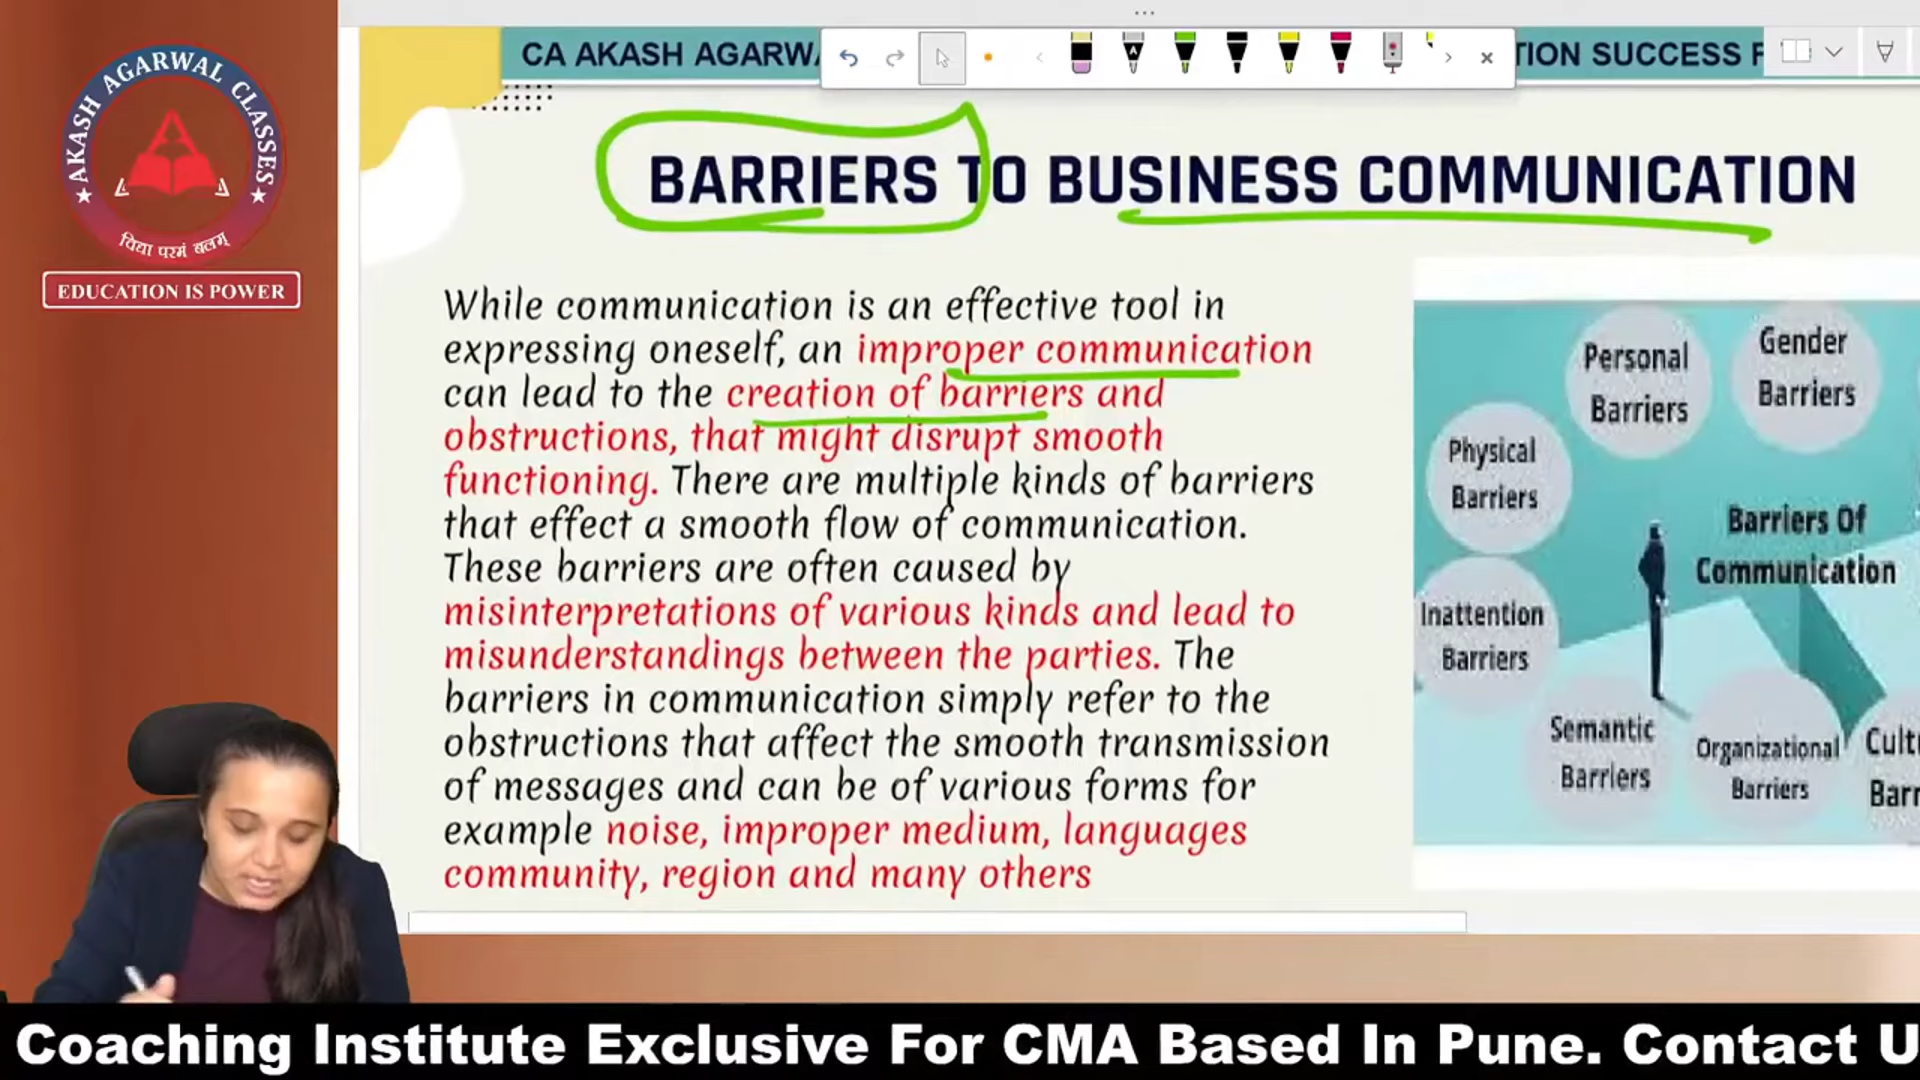 AKASH AGARWAL CLASSES
विद्या परमं बलम्
EDUCATION IS POWER
CA AKASH AGARWA
TION SUCCESS F
BARRIERS TO BUSINESS COMMUNICATION
While communication is an effective tool in
expressing oneself, an improper communication
can lead to the creation of barriers and
obstructions, that might disrupt smooth
functioning. There are multiple kinds of barriers
that effect a smooth flow of communication.
These barriers are often caused by
misinterpretations of various kinds and lead to
misunderstandings between the parties. The
barriers in communication simply refer to the
obstructions that affect the smooth transmission
of messages and can be of various forms for
example noise, improper medium, languages
community, region and many others
Personal
Barriers
Gender
Barriers
Physical
Barriers
Barriers Of
Communication
Inattention
Barriers
Semantic
Barriers
Organizational
Barriers
Cult
Barr
Coaching Institute Exclusive For CMA Based In Pune. Contact U